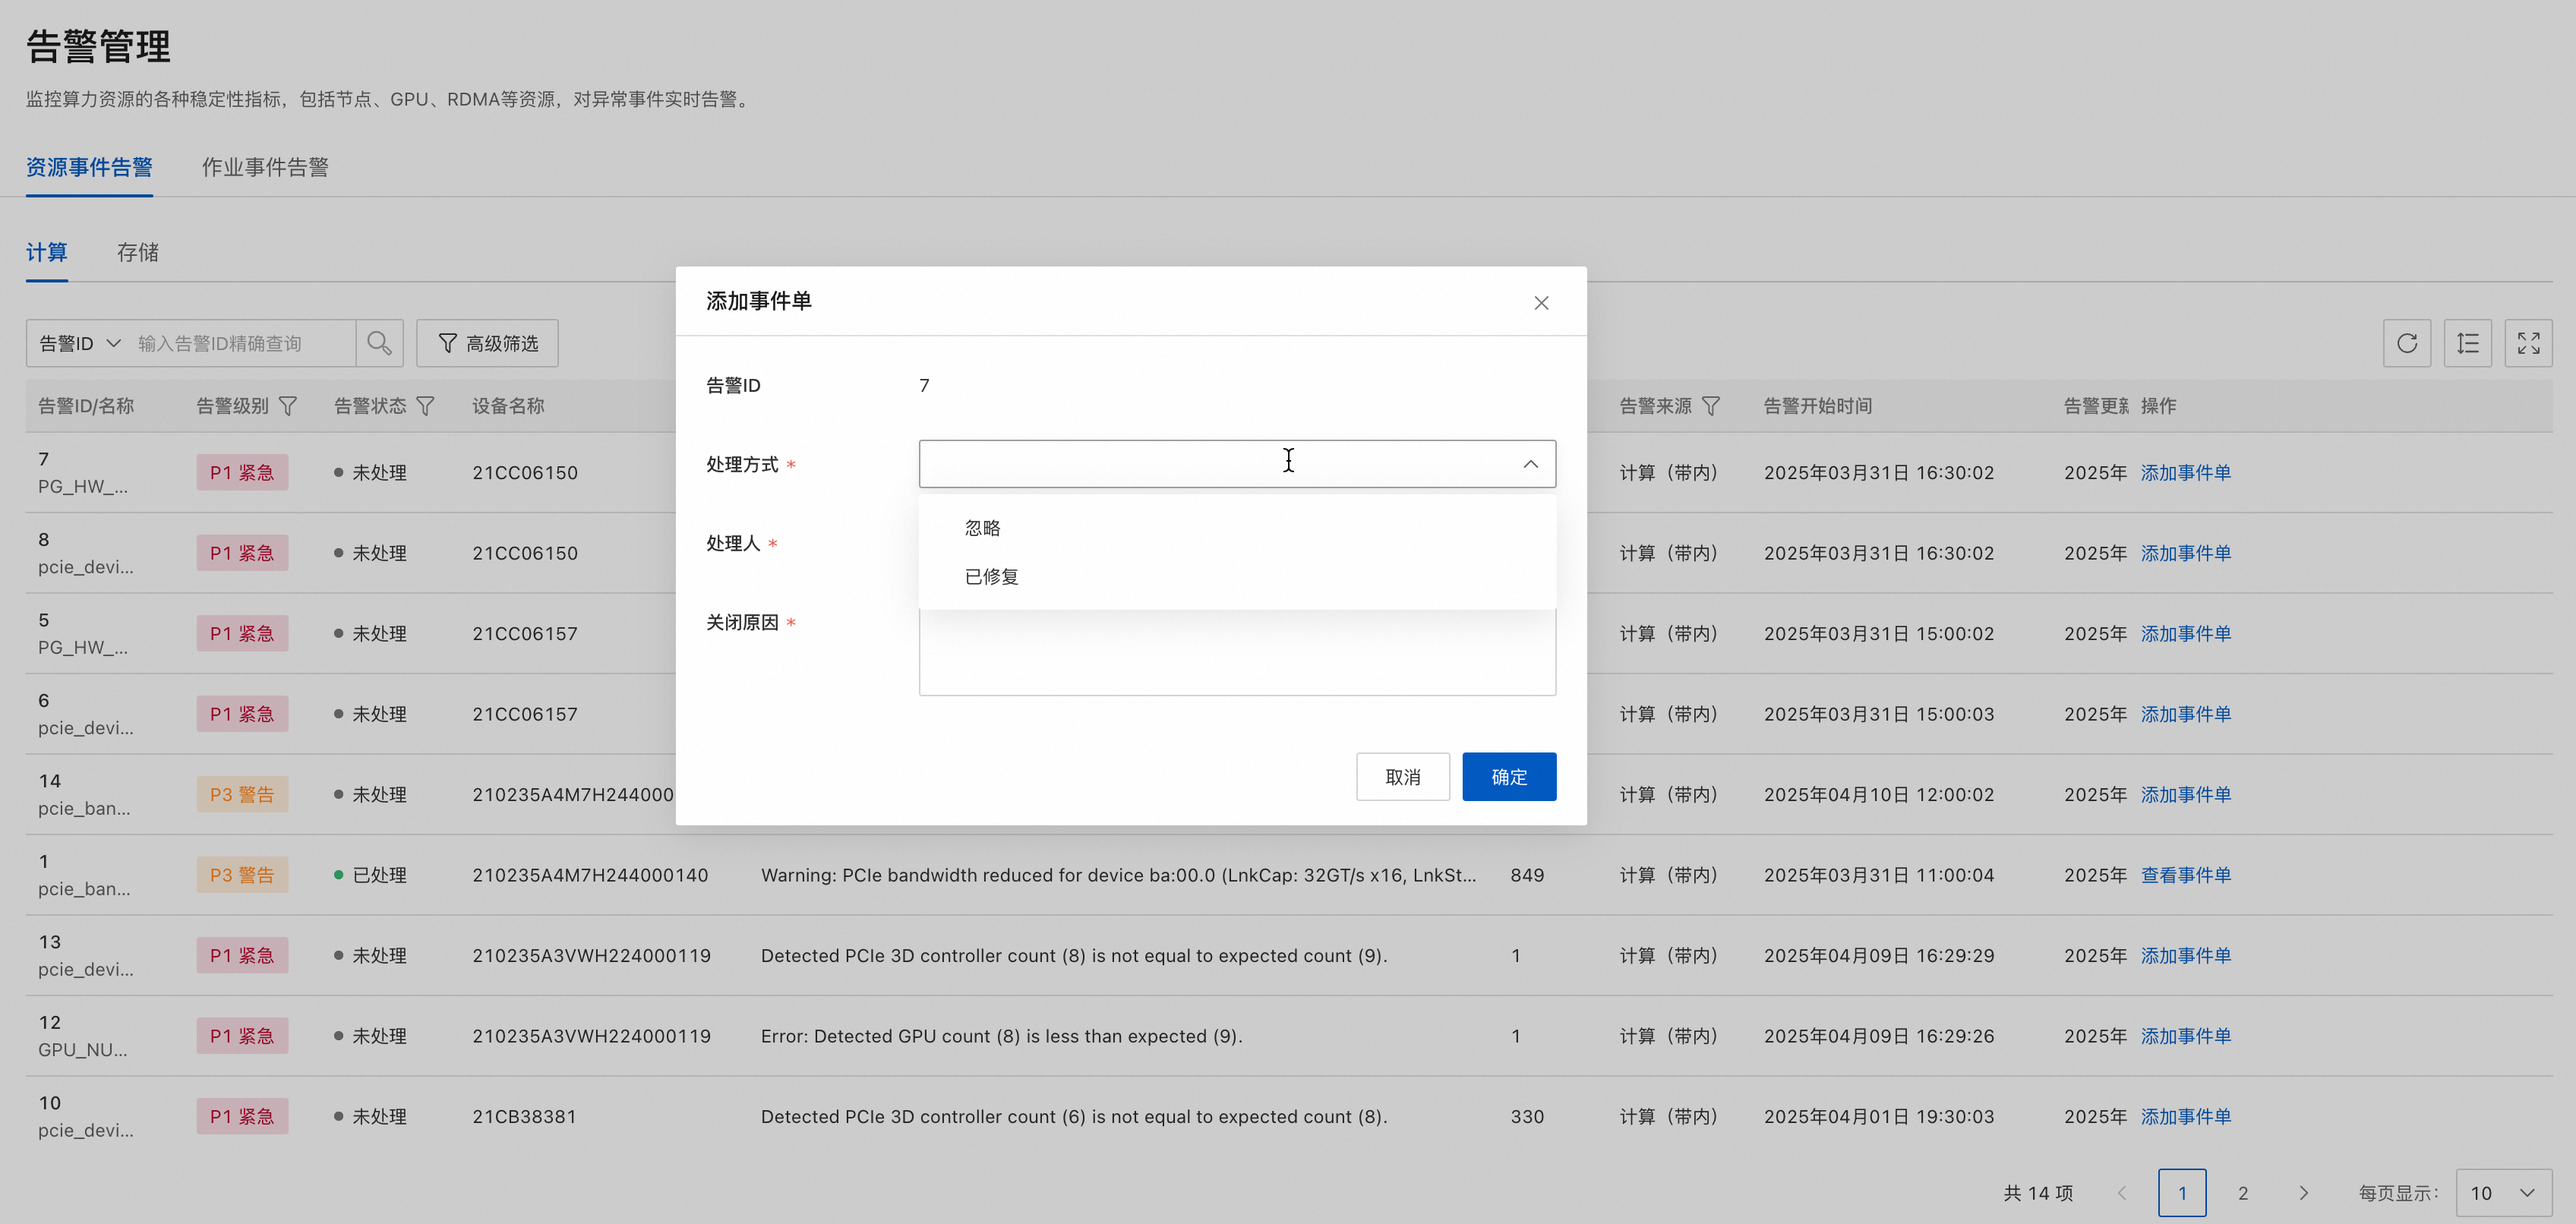 告警管理
监控算力资源的各种稳定性指标，包括节点、GPU、RDMA等资源，对异常事件实时告警。
资源事件告警 作业事件告警
计算 存储
告警ID 输入告警ID精确查询 高级筛选
告警ID/名称 告警级别 告警状态 设备名称 告警来源 告警开始时间 告警更新 操作
7 PG_HW_... P1 紧急 未处理 21CC06150 计算（带内） 2025年03月31日 16:30:02 2025年 添加事件单
8 pcie_devi... P1 紧急 未处理 21CC06150 计算（带内） 2025年03月31日 16:30:02 2025年 添加事件单
5 PG_HW_... P1 紧急 未处理 21CC06157 计算（带内） 2025年03月31日 15:00:02 2025年 添加事件单
6 pcie_devi... P1 紧急 未处理 21CC06157 计算（带内） 2025年03月31日 15:00:03 2025年 添加事件单
14 pcie_ban... P3 警告 未处理 210235A4M7H244000 计算（带内） 2025年04月10日 12:00:02 2025年 添加事件单
1 pcie_ban... P3 警告 已处理 210235A4M7H244000140 Warning: PCIe bandwidth reduced for device ba:00.0 (LnkCap: 32GT/s x16, LnkSt... 849 计算（带内） 2025年03月31日 11:00:04 2025年 查看事件单
13 pcie_devi... P1 紧急 未处理 210235A3VWH224000119 Detected PCIe 3D controller count (8) is not equal to expected count (9). 1 计算（带内） 2025年04月09日 16:29:29 2025年 添加事件单
12 GPU_NU... P1 紧急 未处理 210235A3VWH224000119 Error: Detected GPU count (8) is less than expected (9). 1 计算（带内） 2025年04月09日 16:29:26 2025年 添加事件单
10 pcie_devi... P1 紧急 未处理 21CB38381 Detected PCIe 3D controller count (6) is not equal to expected count (8). 330 计算（带内） 2025年04月01日 19:30:03 2025年 添加事件单
共 14 项 1 2 每页显示： 10
添加事件单
告警ID 7
处理方式 *
忽略
已修复
处理人 *
关闭原因 *
取消 确定